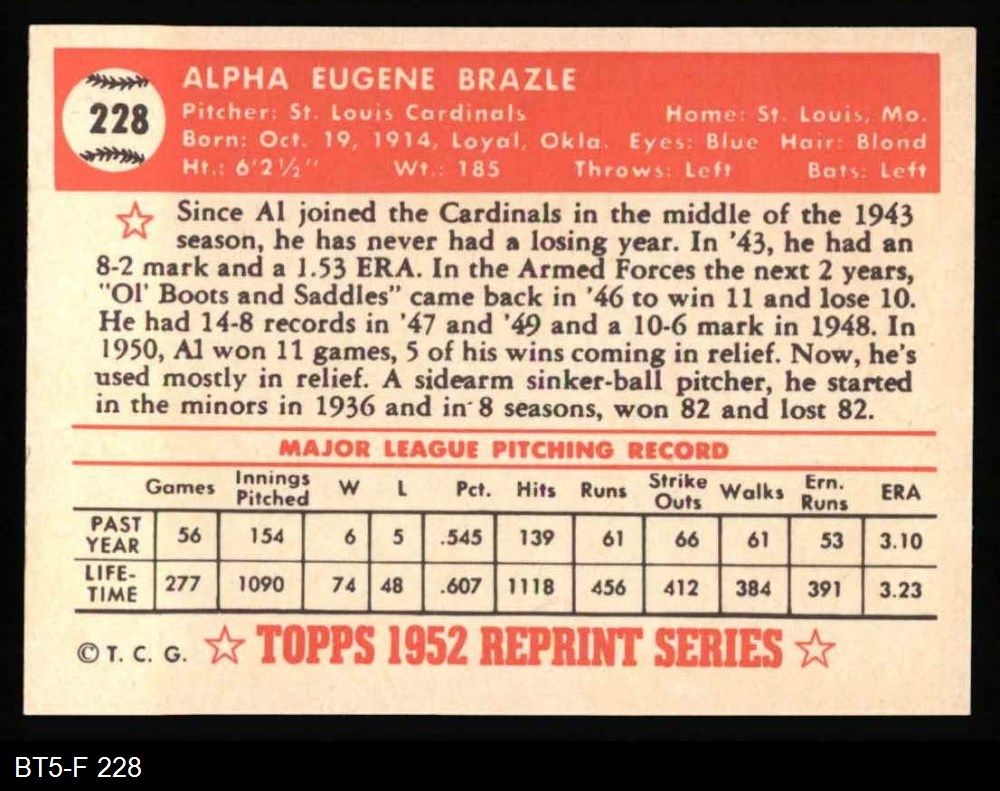 228
ALPHA EUGENE BRAZLE
Pitcher: St. Louis Cardinals Home: St. Louis, Mo.
Born: Oct. 19, 1914, Loyal, Okla. Eyes: Blue Hair: Blond
Ht.: 6'2½" Wt.: 185 Throws: Left Bats: Left
Since Al joined the Cardinals in the middle of the 1943
season, he has never had a losing year. In '43, he had an
8-2 mark and a 1.53 ERA. In the Armed Forces the next 2 years,
"Ol' Boots and Saddles" came back in '46 to win 11 and lose 10.
He had 14-8 records in '47 and '49 and a 10-6 mark in 1948. In
1950, Al won 11 games, 5 of his wins coming in relief. Now, he's
used mostly in relief. A sidearm sinker-ball pitcher, he started
in the minors in 1936 and in 8 seasons, won 82 and lost 82.
MAJOR LEAGUE PITCHING RECORD
Games Innings Pitched W L Pct. Hits Runs Strike Outs Walks Ern. Runs ERA
PAST YEAR 56 154 6 5 .545 139 61 66 61 53 3.10
LIFE-TIME 277 1090 74 48 .607 1118 456 412 384 391 3.23
© T. C. G. ☆ TOPPS 1952 REPRINT SERIES ☆
BT5-F 228